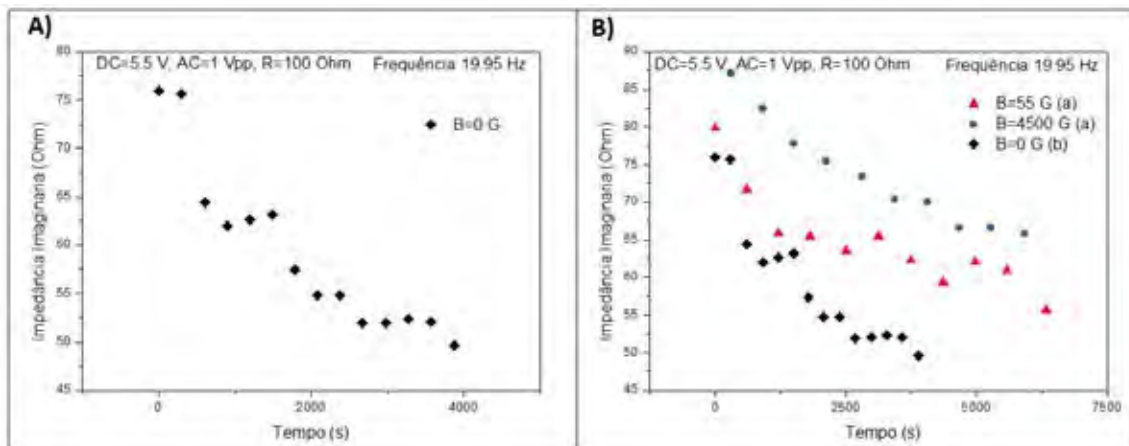 A)
DC=5.5 V, AC=1 Vpp, R=100 Ohm Frequência 19.95 Hz
B=0 G
80
75
70
65
60
55
50
45
Impedância Imaginaria (Ohm)
0 2000 4000
Tempo (s)
B)
DC=5.5 V, AC=1 Vpp, R=100 Ohm Frequência 19.95 Hz
B=55 G (a)
B=4500 G (a)
B=0 G (b)
90
85
80
75
70
65
60
55
50
45
Impedância Imaginaria (Ohm)
0 2500 5000 7500
Tempo (s)